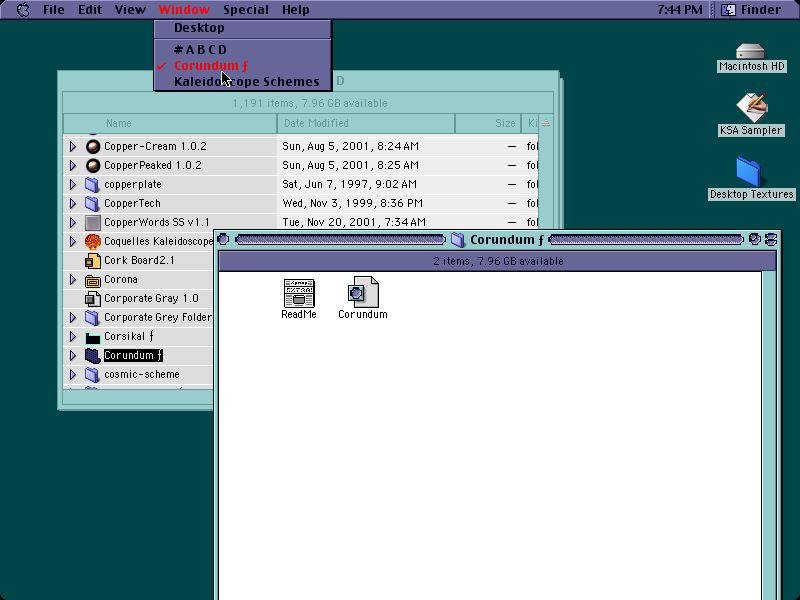 File Edit View Window Special Help 7:44 PM Finder
Desktop
# A B C D
✓ Corundum ƒ
Kaleidoscope Schemes
D
1,191 items, 7.96 GB available
Name Date Modified Size Ki
Copper-Cream 1.0.2 Sun, Aug 5, 2001, 8:24 AM — fol
CopperPeaked 1.0.2 Sun, Aug 5, 2001, 8:25 AM — fol
copperplate Sat, Jun 7, 1997, 9:02 AM — fol
CopperTech Wed, Nov 3, 1999, 8:36 PM — fol
CopperWords SS v1.1 Tue, Nov 20, 2001, 7:34 AM — fol
Coquelles Kaleidoscope
Cork Board2.1
Corona
Corporate Gray 1.0
Corporate Grey Folder
Corsikal ƒ
Corundum ƒ
cosmic-scheme
Corundum ƒ
2 items, 7.96 GB available
EXTRA!
ReadMe Corundum
Macintosh HD
KSA Sampler
Desktop Textures